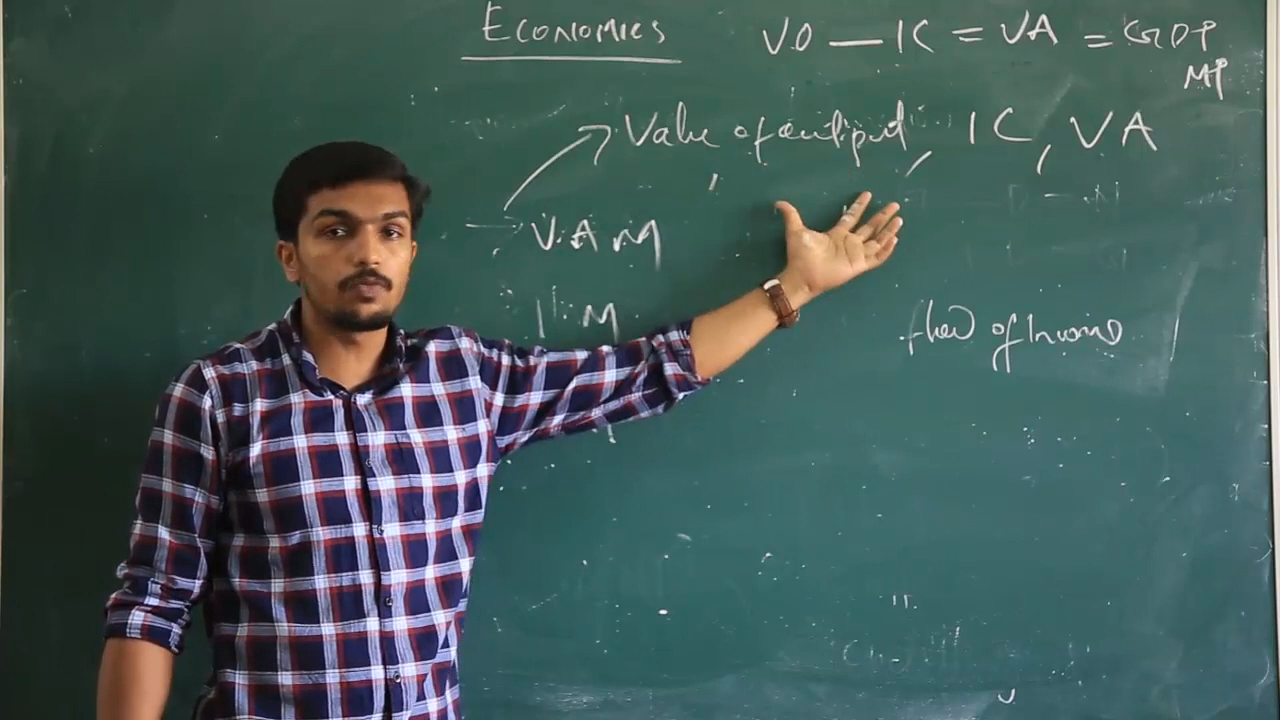 Economics
VO — IC = VA = GDP
MP
Value of output, IC, VA
V.A M
I M
flow of Income